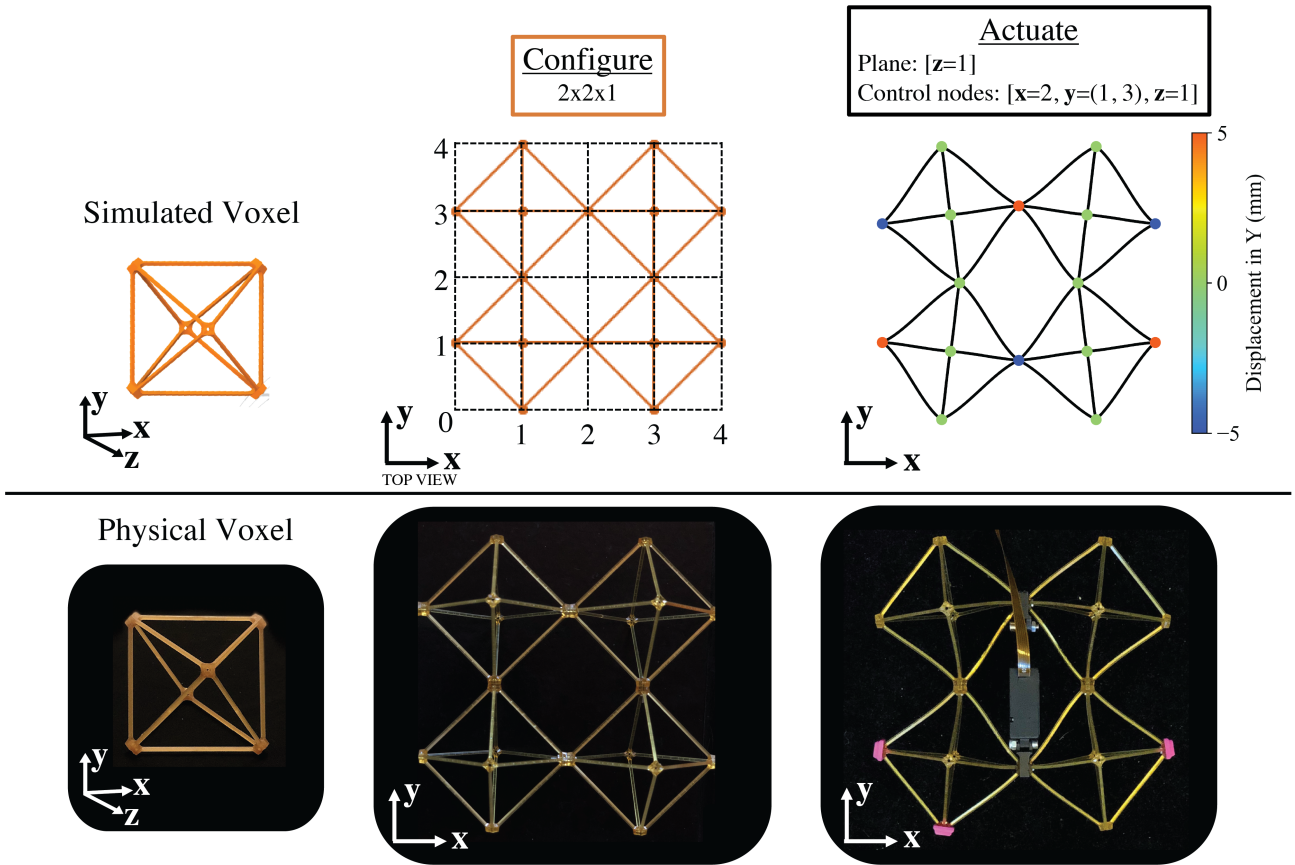 Configure
2x2x1
Actuate
Plane: [z=1]
Control nodes: [x=2, y=(1, 3), z=1]
Simulated Voxel
y
x
z
4
3
2
1
0
1 2 3 4
y
x
TOP VIEW
5
0
−5
Displacement in Y (mm)
y
x
Physical Voxel
y
x
z
y
x
y
x